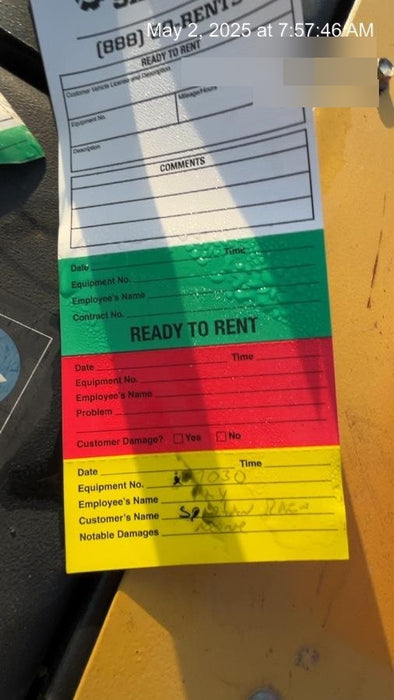 May 2, 2025 at 7:57:46 AM
(888)
-RENTS
READY TO RENT
Customer Vehicle License and Description
Equipment No.
Mileage/Hours
Description
COMMENTS
Date Time
Equipment No.
Employee's Name
Contract No.
READY TO RENT
Date Time
Equipment No.
Employee's Name
Problem
Customer Damage? Yes No
Date Time
Equipment No. 1030
Employee's Name
Customer's Name
Notable Damages